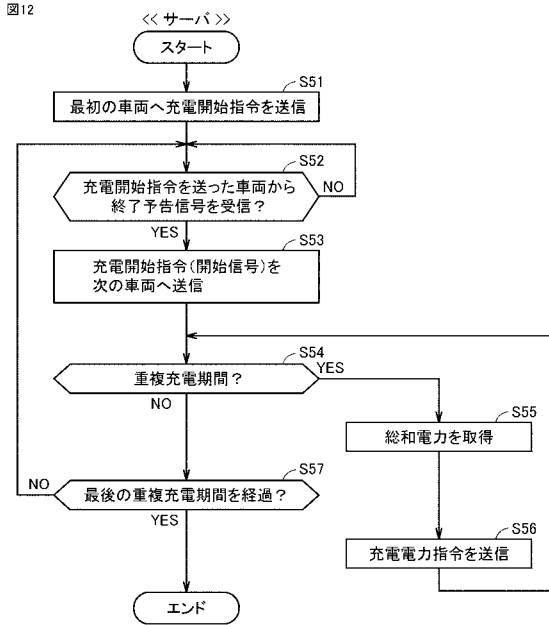 図12
≪ サーバ ≫
スタート
S51
最初の車両へ充電開始指令を送信
S52
充電開始指令を送った車両から
終了予告信号を受信？
NO
YES
S53
充電開始指令(開始信号)を
次の車両へ送信
S54
重複充電期間？
YES
NO
S55
総和電力を取得
S57
最後の重複充電期間を経過？
NO
YES
S56
充電電力指令を送信
エンド